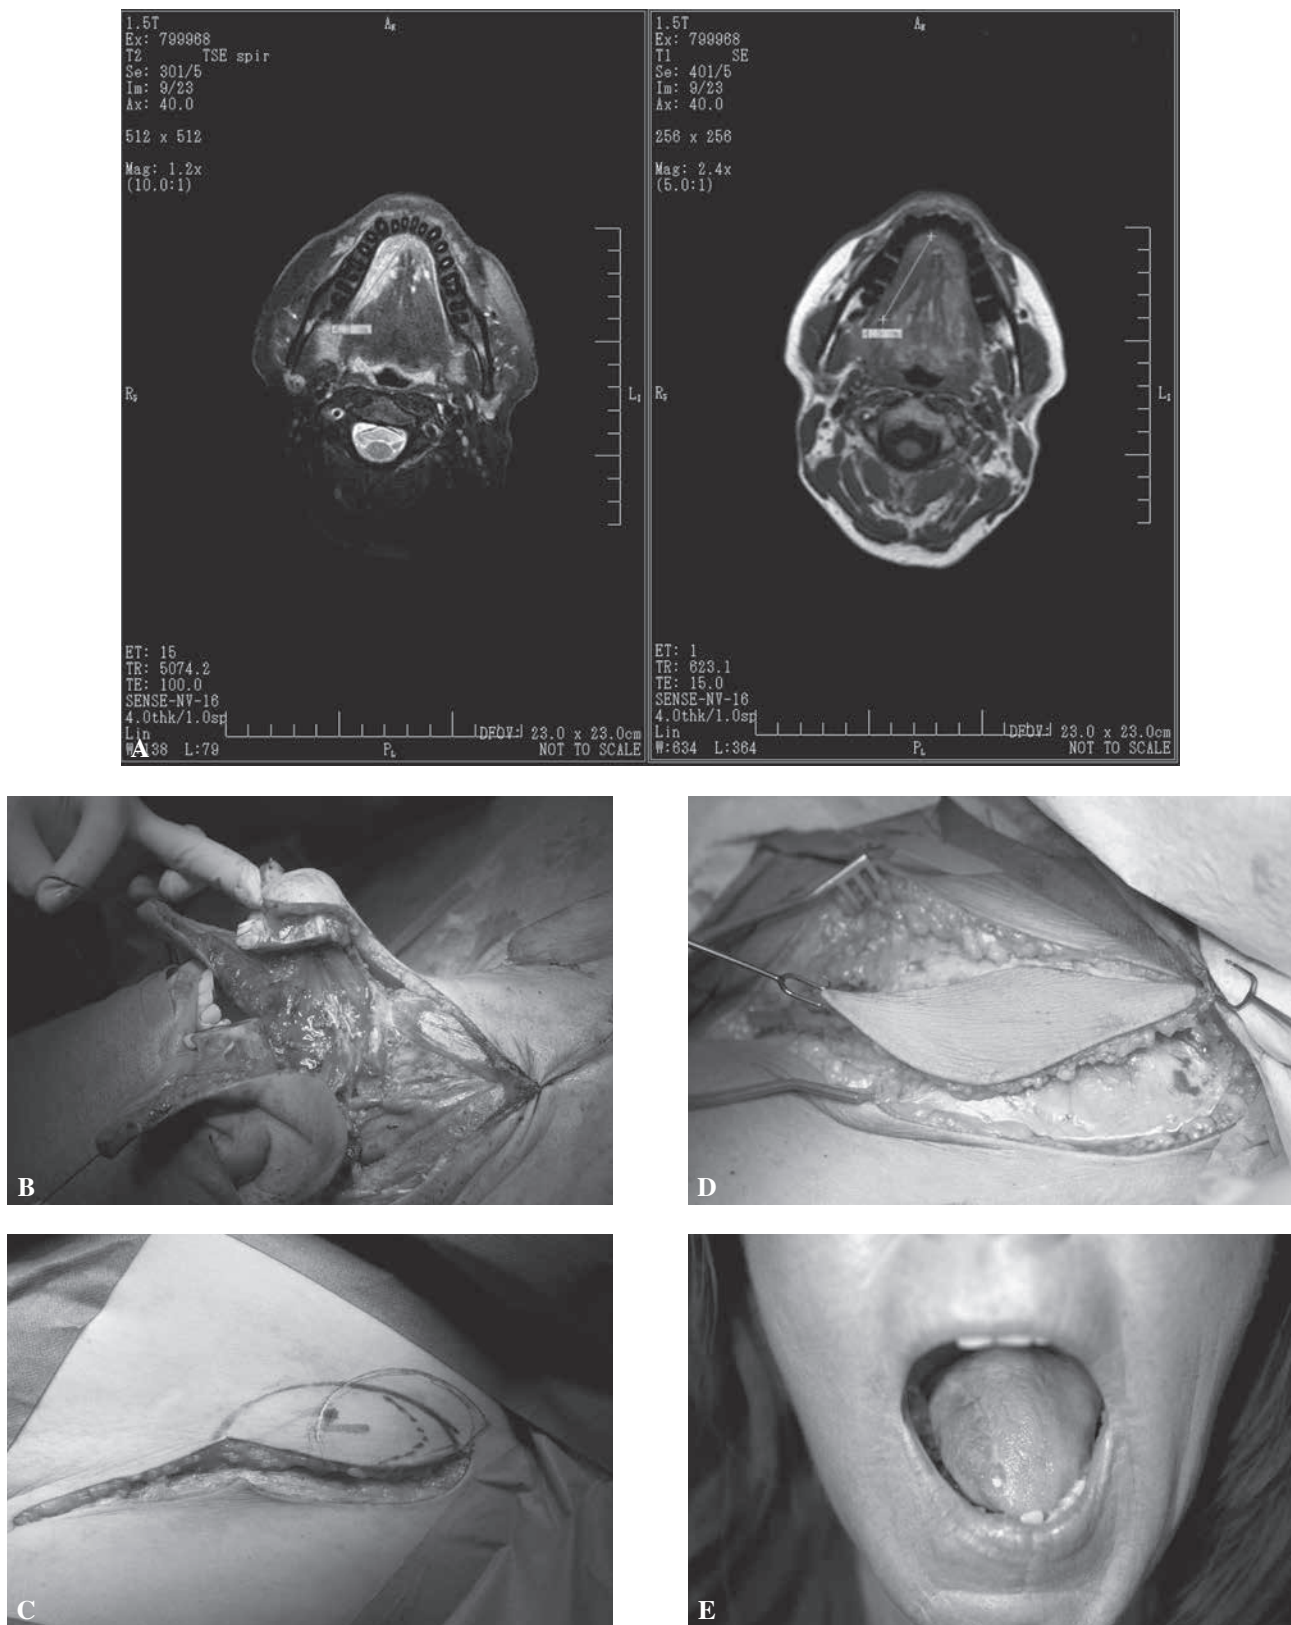 1.5T
Ex: 799968
T2 TSE spir
Se: 301/5
Im: 9/23
Ax: 40.0
512 x 512
Mag: 1.2x
(10.0:1)
R
L
ET: 15
TR: 5074.2
TE: 100.0
SENSE-NV-16
4.0thk/1.0sp
Lin
W:138 L:79
DFOV: 23.0 x 23.0cm
NOT TO SCALE
A
P
A
1.5T
Ex: 799968
T1 SE
Se: 401/5
Im: 9/23
Ax: 40.0
256 x 256
Mag: 2.4x
(5.0:1)
A
R
L
ET: 1
TR: 623.1
TE: 15.0
SENSE-NV-16
4.0thk/1.0sp
Lin
W:634 L:364
DFOV: 23.0 x 23.0cm
NOT TO SCALE
P
B
D
C
E